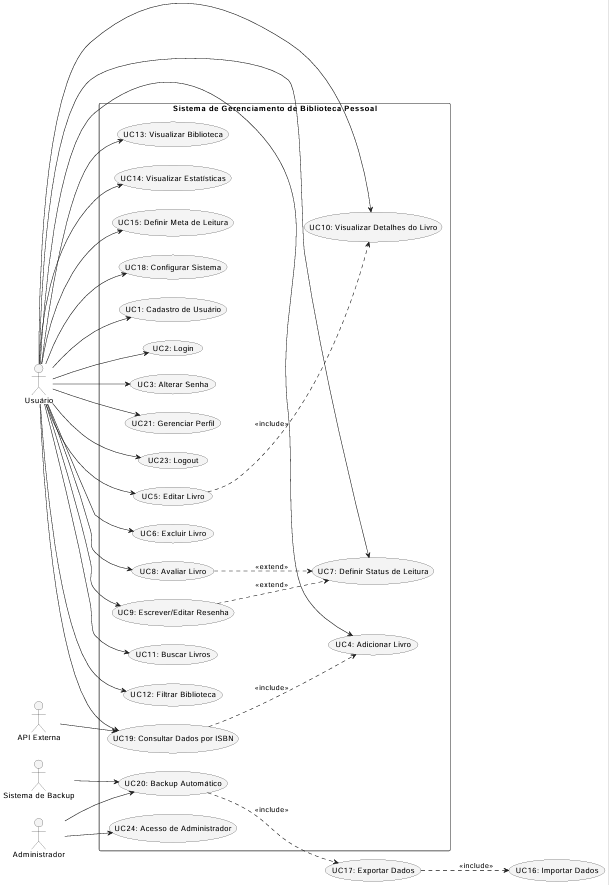 Sistema de Gerenciamento de Biblioteca Pessoal
UC13: Visualizar Biblioteca
UC14: Visualizar Estatísticas
UC15: Definir Meta de Leitura
UC10: Visualizar Detalhes do Livro
UC18: Configurar Sistema
UC1: Cadastro de Usuário
UC2: Login
UC3: Alterar Senha
Usuário
UC21: Gerenciar Perfil
«include»
UC23: Logout
UC5: Editar Livro
UC6: Excluir Livro
«extend»
UC8: Avaliar Livro
UC7: Definir Status de Leitura
«extend»
UC9: Escrever/Editar Resenha
UC4: Adicionar Livro
UC11: Buscar Livros
«include»
UC12: Filtrar Biblioteca
API Externa
UC19: Consultar Dados por ISBN
UC20: Backup Automático
Sistema de Backup
«include»
UC24: Acesso de Administrador
Administrador
«include»
UC17: Exportar Dados
UC16: Importar Dados